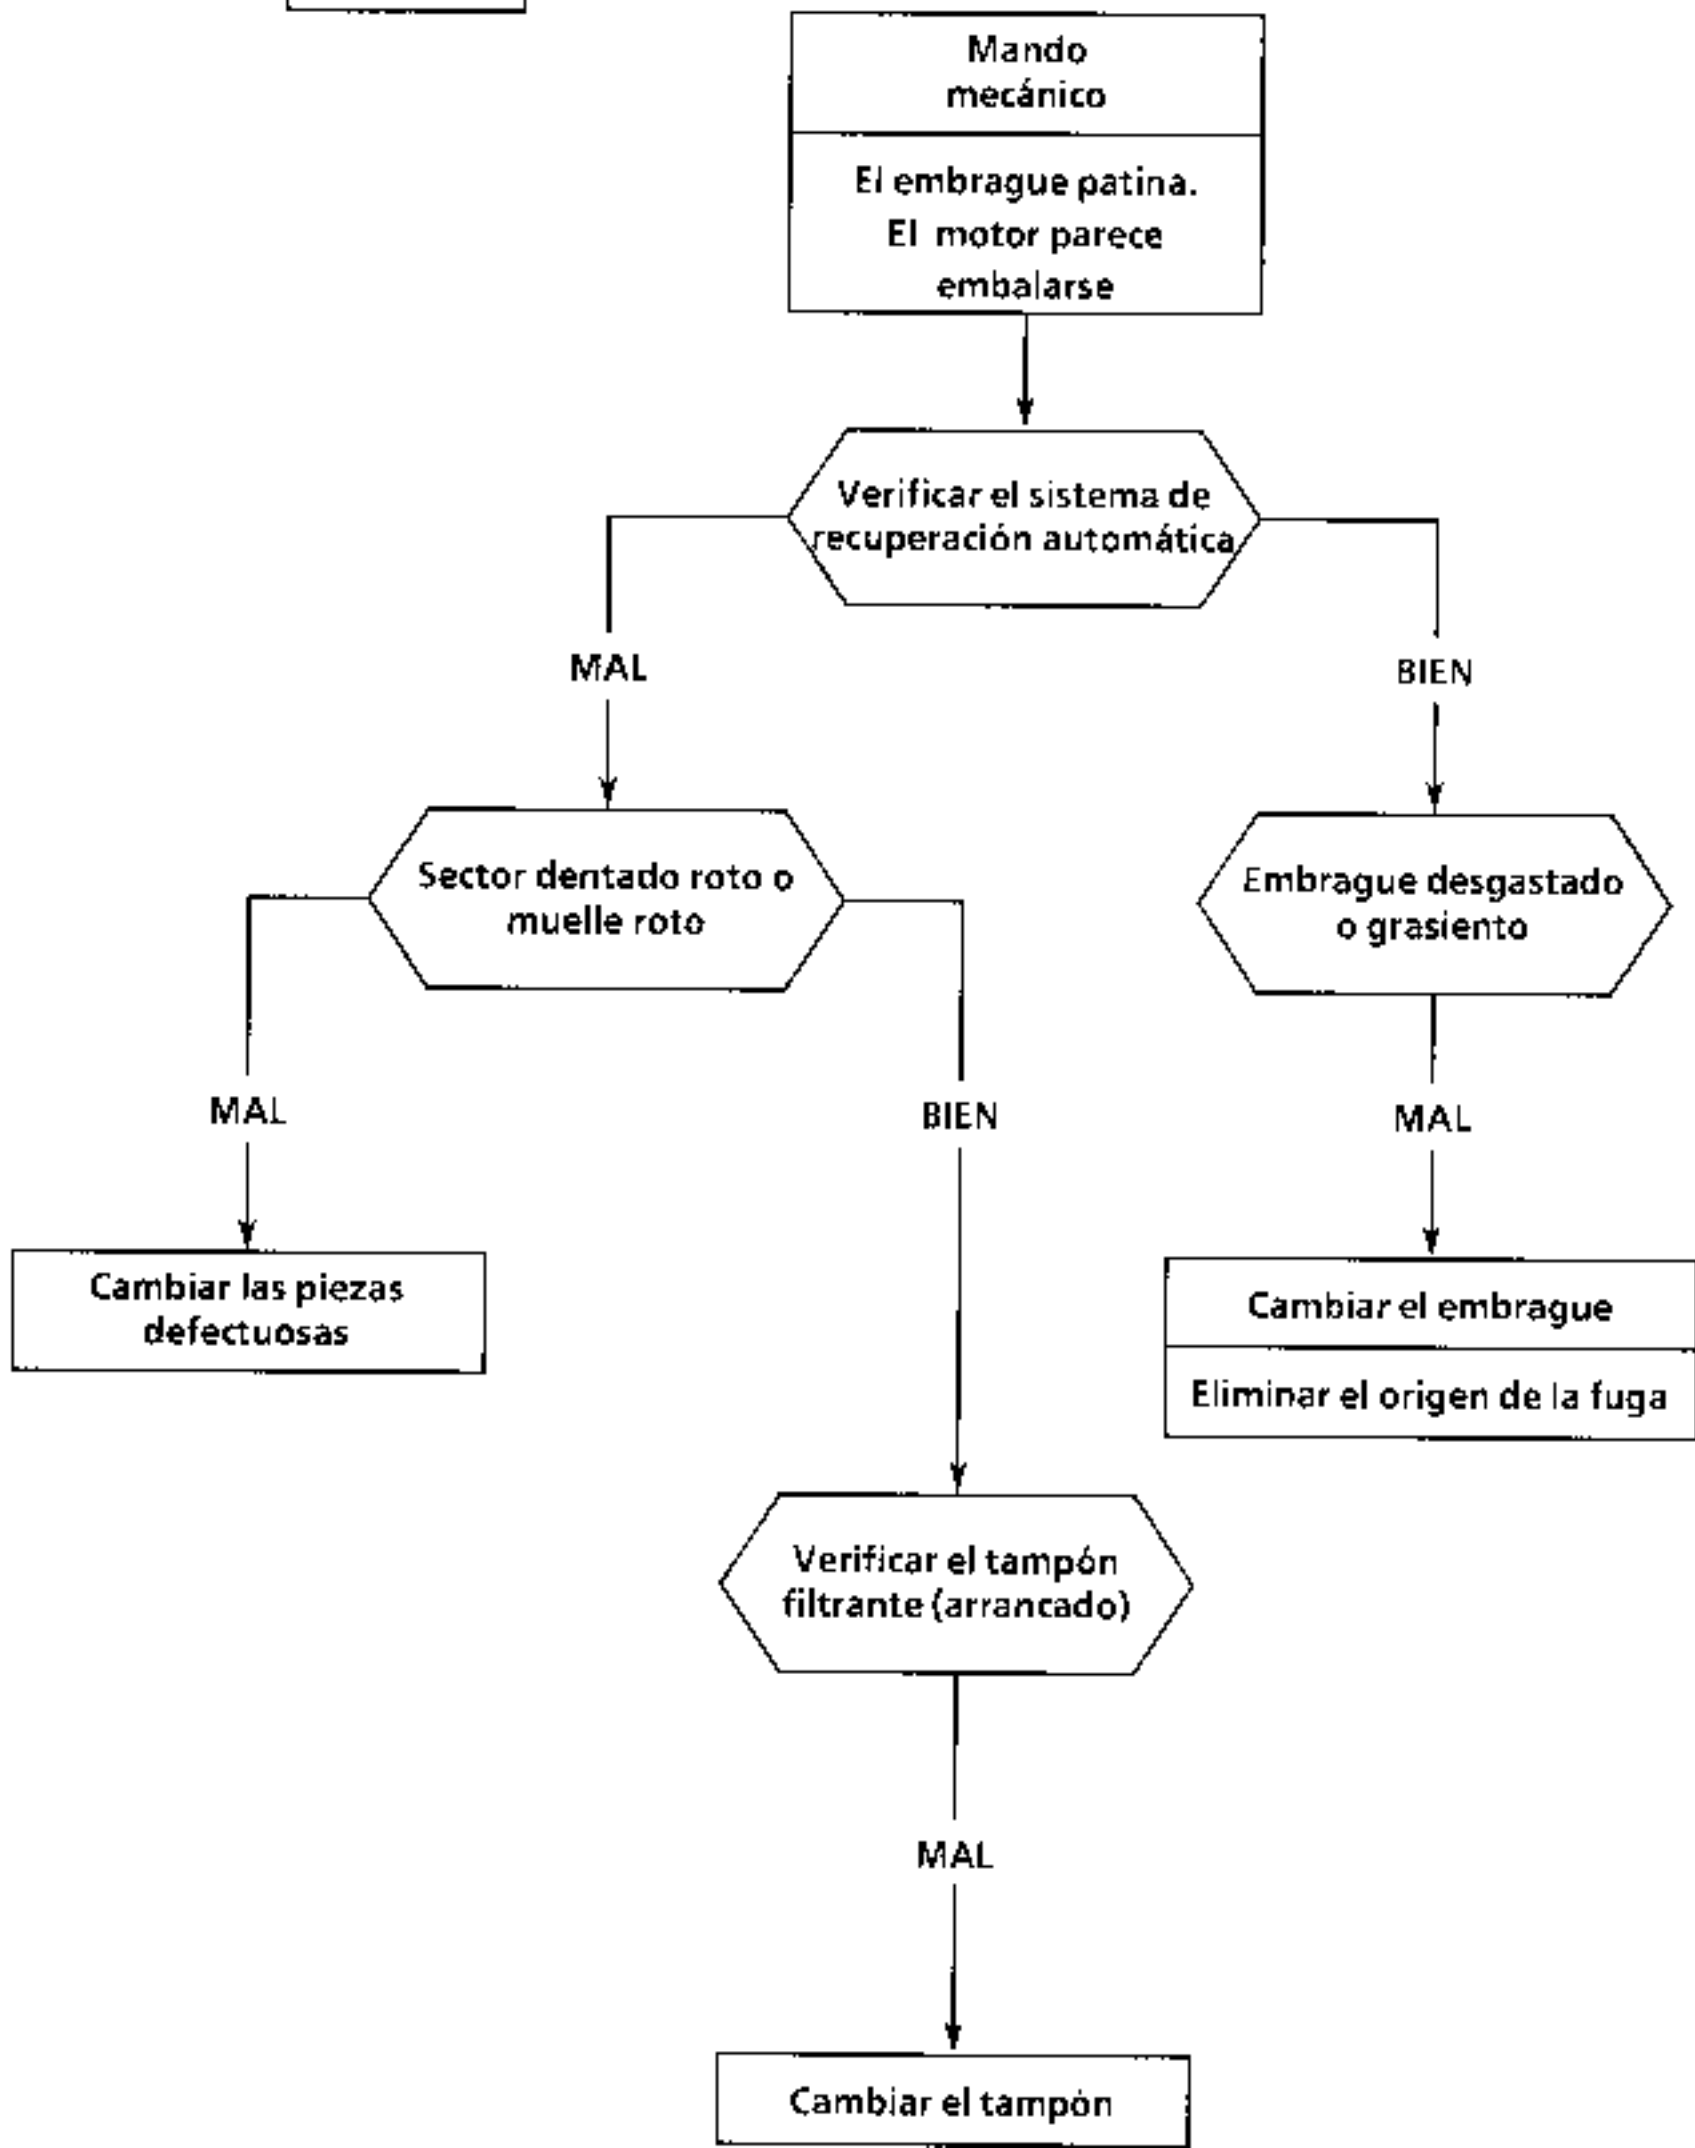 Mando
mecánico
El embrague patina.
El motor parece
embalarse
Verificar el sistema de
recuperación automática
MAL
BIEN
Sector dentado roto o
muelle roto
Embrague desgastado
o grasiento
MAL
BIEN
MAL
Cambiar las piezas
defectuosas
Cambiar el embrague
Eliminar el origen de la fuga
Verificar el tampón
filtrante (arrancado)
MAL
Cambiar el tampón